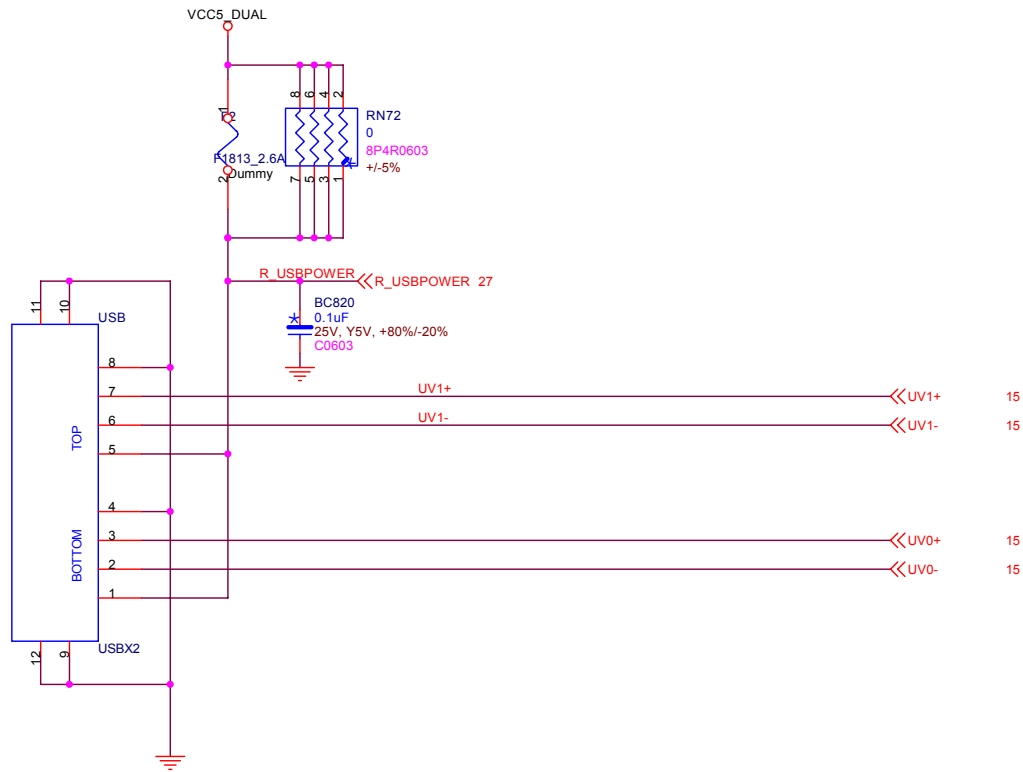 VCC5_DUAL
8 6 4 2
1
F2
RN72
0
8P4R0603
+/-5%
F1813_2.6A
Dummy
2
7 5 3 1
R_USBPOWER
R_USBPOWER 27
11 10
BC820
0.1uF
25V, Y5V, +80%/-20%
C0603
USB
8
7 UV1+ UV1+ 15
6 UV1- UV1- 15
TOP
5
4
3 UV0+ 15
BOTTOM
2 UV0- 15
1
USBX2
12 9